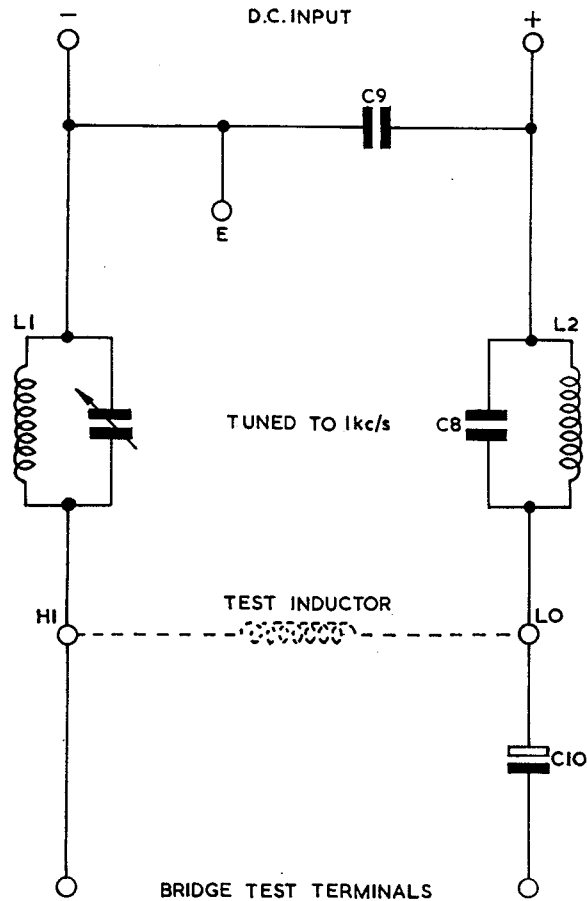 − D.C. INPUT +
C9
E
L1 L2
TUNED TO 1kc/s C8
TEST INDUCTOR
HI LO
C10
BRIDGE TEST TERMINALS